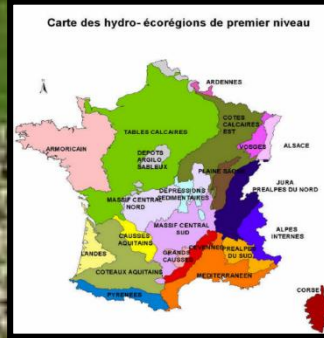 Carte des hydro- écorégions de premier niveau
ARDENNES
COTES
CALCAIRES
EST
TABLES CALCAIRES
ARMORICAIN
VOSGES
ALSACE
DEPOTS
ARGILO
SABLEUX
PLAINE SAONE
JURA
PREALPES DU NORD
DEPRESSIONS
SEDIMENTAIRES
MASSIF CENTRAL
NORD
MASSIF CENTRAL
SUD
ALPES
INTERNES
CAUSSES
AQUITAINS
CEVENNES
PREALPES
DU SUD
LANDES
GRANDS
CAUSSES
COTEAUX AQUITAINS
MEDITERRANEEN
PYRENEES
CORSE